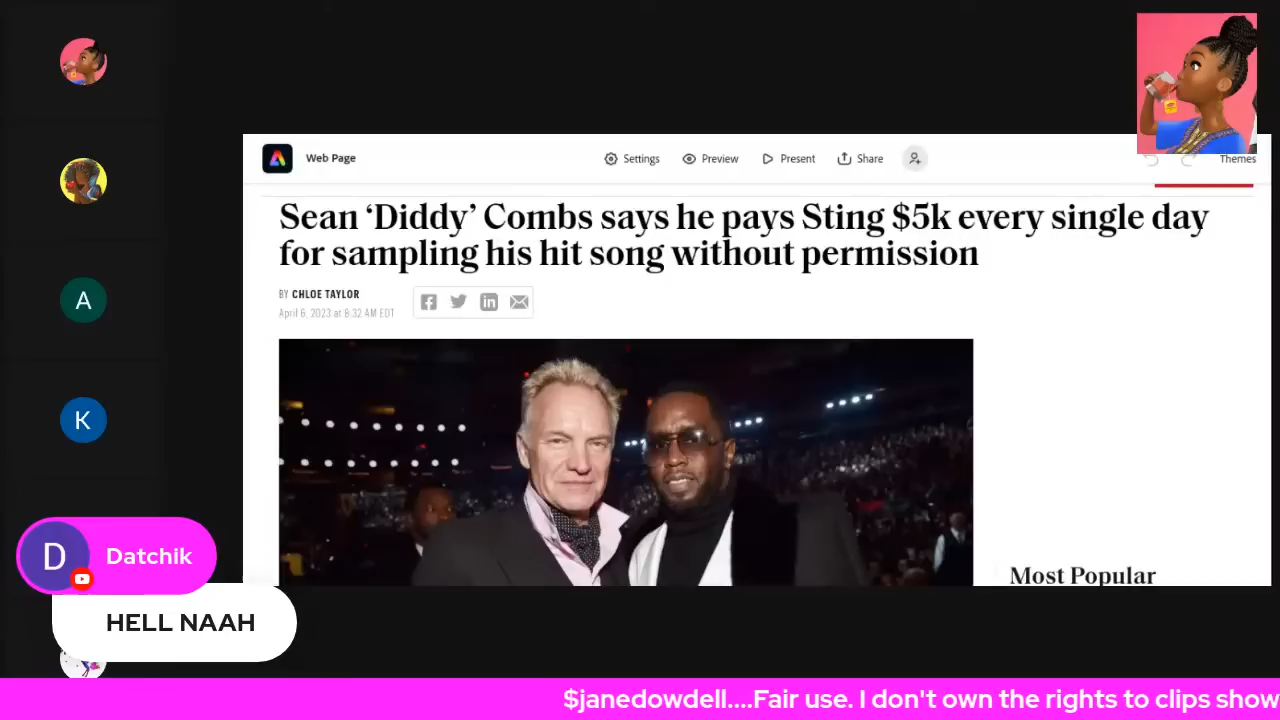 Web Page
Settings
Preview
Present
Share
Themes
Sean ‘Diddy’ Combs says he pays Sting $5k every single day
for sampling his hit song without permission
BY CHLOE TAYLOR
April 6, 2023 at 8:32 AM EDT
A
K
D
Datchik
HELL NAAH
Most Popular
$janedowdell....Fair use. I don't own the rights to clips show